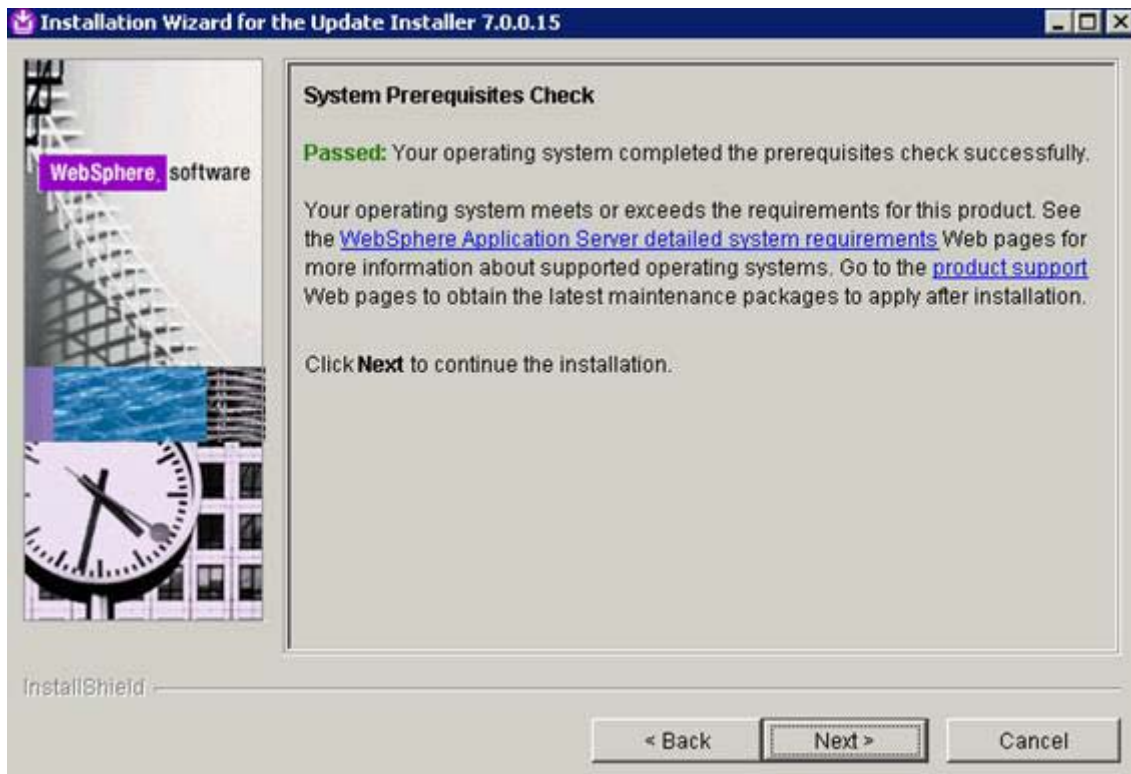 Installation Wizard for the Update Installer 7.0.0.15
WebSphere. software
System Prerequisites Check
Passed: Your operating system completed the prerequisites check successfully.
Your operating system meets or exceeds the requirements for this product. See
the WebSphere Application Server detailed system requirements Web pages for
more information about supported operating systems. Go to the product support
Web pages to obtain the latest maintenance packages to apply after installation.
Click Next to continue the installation.
InstallShield
< Back
Next >
Cancel